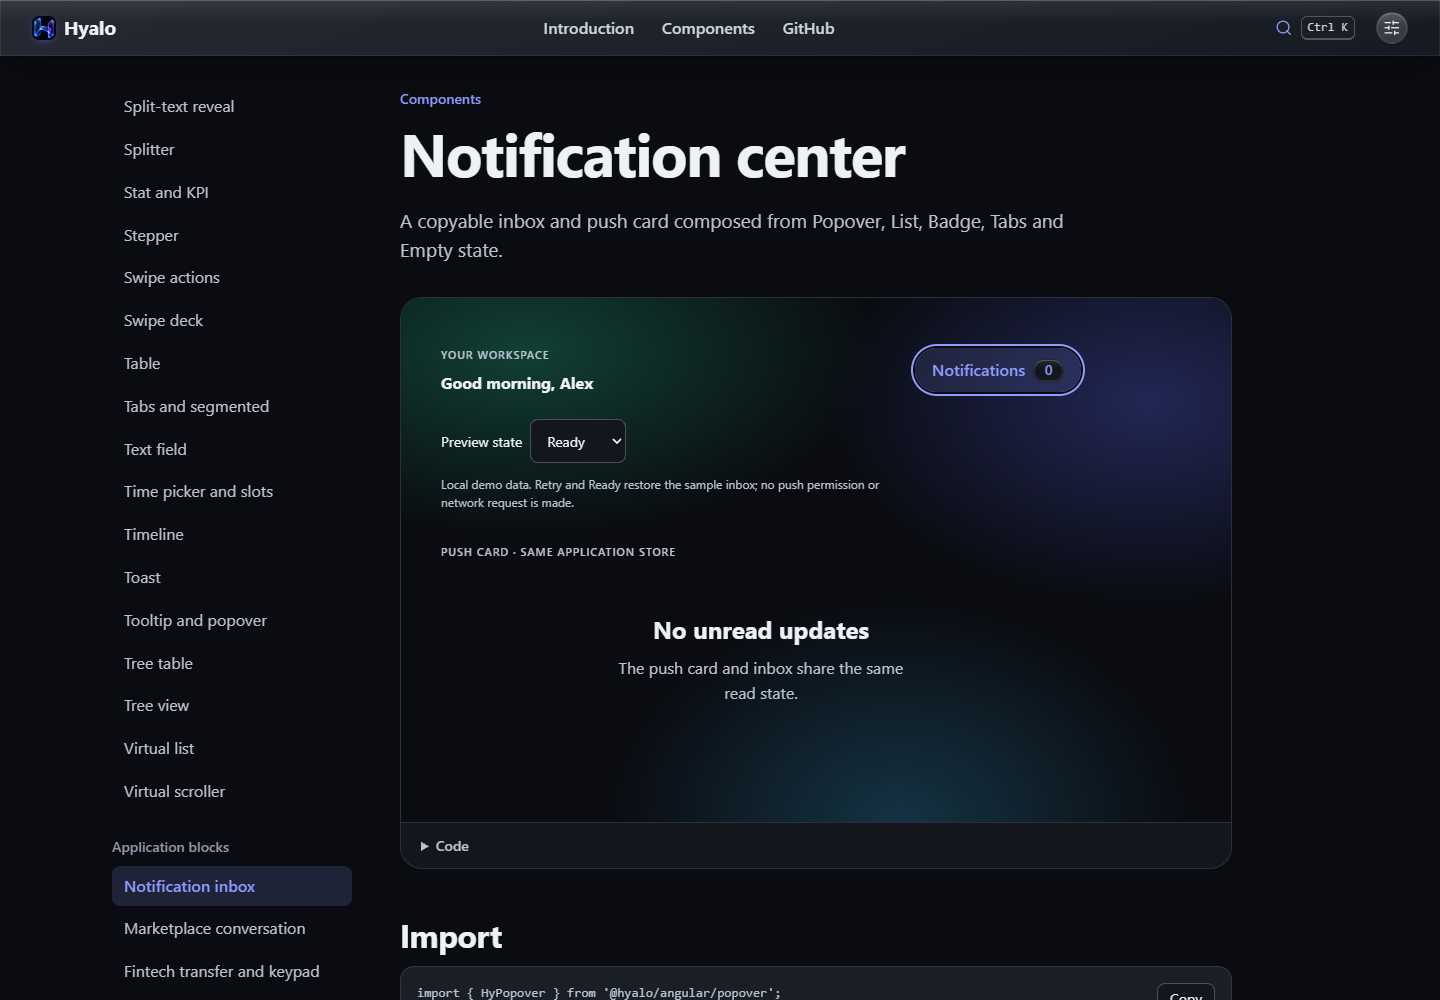 Hyalo
Introduction
Components
GitHub
Ctrl K
Split-text reveal
Splitter
Stat and KPI
Stepper
Swipe actions
Swipe deck
Table
Tabs and segmented
Text field
Time picker and slots
Timeline
Toast
Tooltip and popover
Tree table
Tree view
Virtual list
Virtual scroller
Application blocks
Notification inbox
Marketplace conversation
Fintech transfer and keypad
Components
Notification center
A copyable inbox and push card composed from Popover, List, Badge, Tabs and
Empty state.
YOUR WORKSPACE
Good morning, Alex
Notifications 0
Preview state Ready
Local demo data. Retry and Ready restore the sample inbox; no push permission or
network request is made.
PUSH CARD · SAME APPLICATION STORE
No unread updates
The push card and inbox share the same
read state.
Code
Import
import { HyPopover } from '@hyalo/angular/popover';
Copy